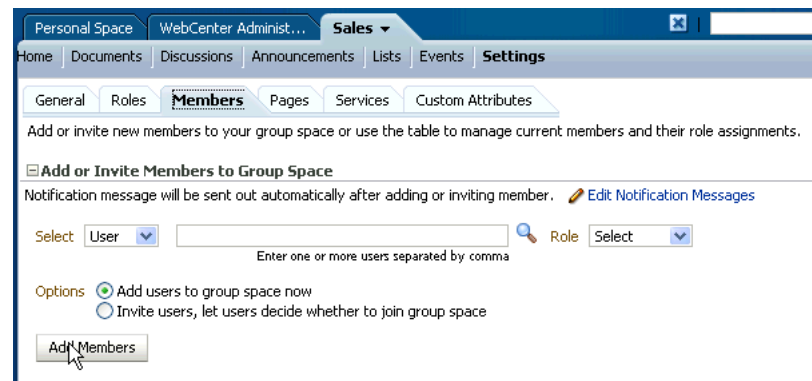 Personal Space WebCenter Administ... Sales
Home Documents Discussions Announcements Lists Events Settings
General Roles Members Pages Services Custom Attributes
Add or invite new members to your group space or use the table to manage current members and their role assignments.
Add or Invite Members to Group Space
Notification message will be sent out automatically after adding or inviting member. Edit Notification Messages
Select User Role Select
Enter one or more users separated by comma
Options Add users to group space now
Invite users, let users decide whether to join group space
Add Members